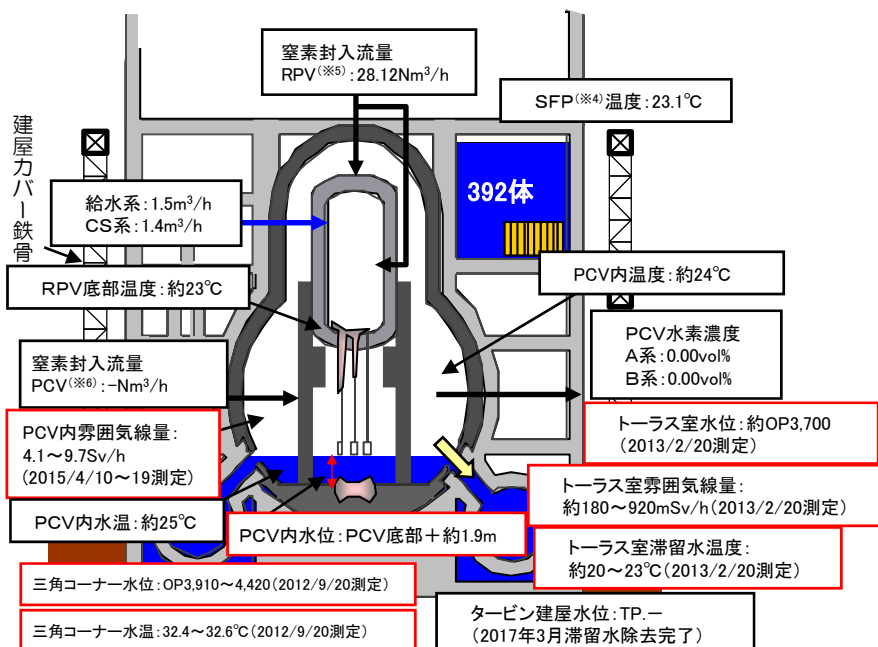 窒素封入流量
RPV(※5):28.12Nm³/h
SFP(※4)温度:23.1℃
建屋カバー鉄骨
392体
給水系:1.5m³/h
CS系:1.4m³/h
RPV底部温度:約23℃
PCV内温度:約24℃
窒素封入流量
PCV(※6):-Nm³/h
PCV水素濃度
A系:0.00vol%
B系:0.00vol%
PCV内雰囲気線量:
4.1~9.7Sv/h
(2015/4/10~19測定)
トーラス室水位:約OP3,700
(2013/2/20測定)
トーラス室雰囲気線量:
約180~920mSv/h(2013/2/20測定)
PCV内水温:約25℃
PCV内水位:PCV底部+約1.9m
トーラス室滞留水温度:
約20~23℃(2013/2/20測定)
三角コーナー水位:OP3,910~4,420(2012/9/20測定)
三角コーナー水温:32.4~32.6℃(2012/9/20測定)
タービン建屋水位:TP.-
(2017年3月滞留水除去完了)